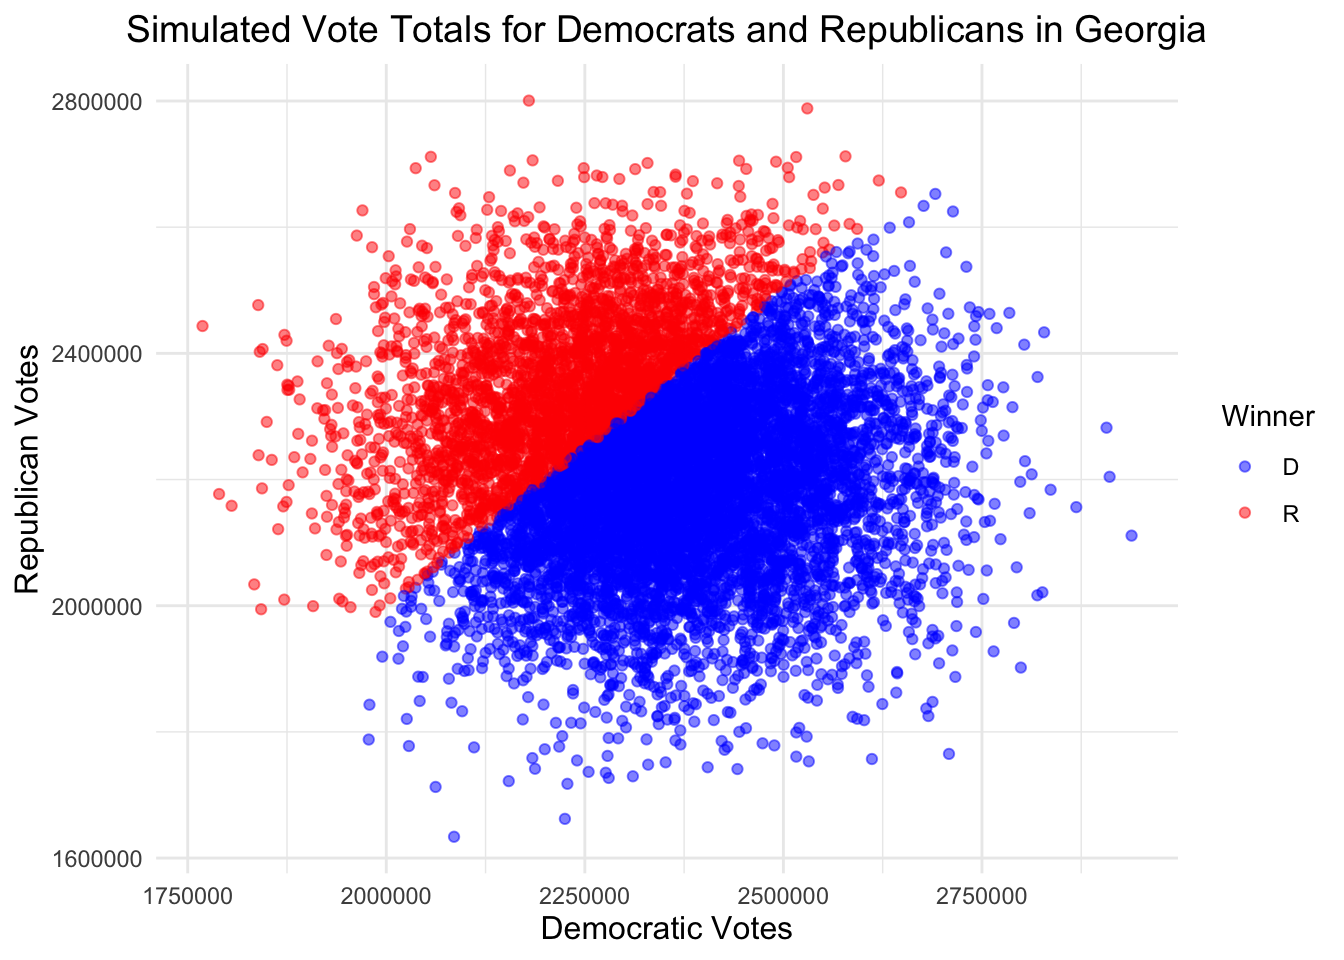 Simulated Vote Totals for Democrats and Republicans in Georgia
2800000
2400000
2000000
1600000
Republican Votes
1750000 2000000 2250000 2500000 2750000
Democratic Votes
Winner
D
R